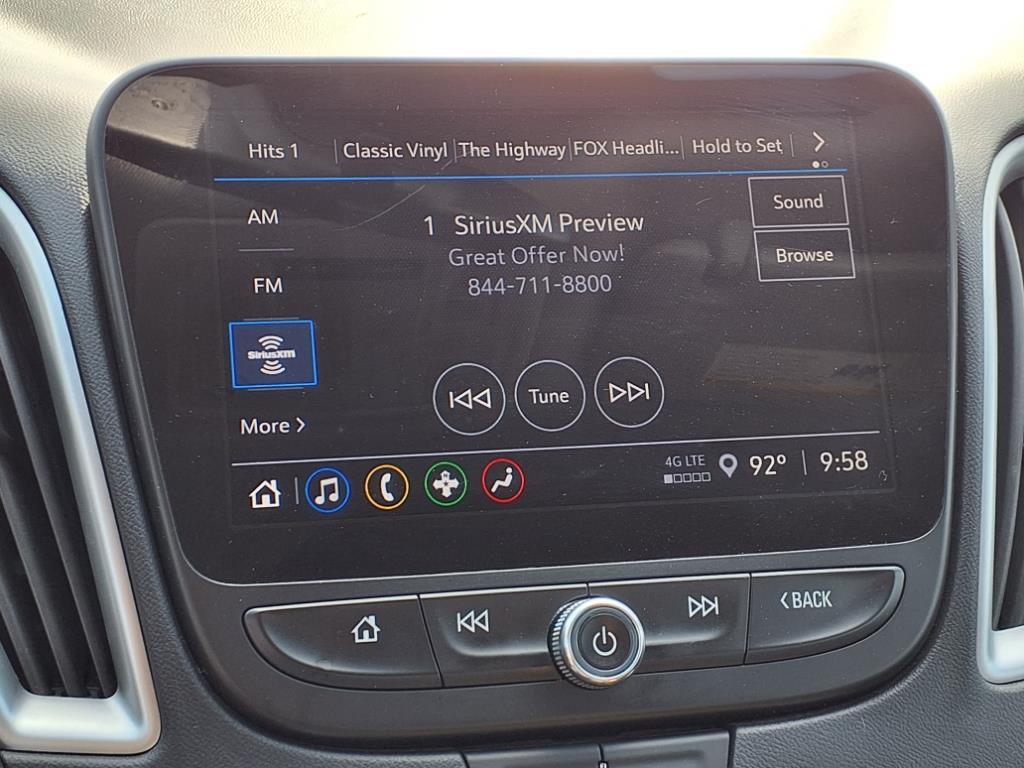 Hits 1 Classic Vinyl The Highway FOX Headli... Hold to Set
AM
1 SiriusXM Preview
Sound
Great Offer Now!
Browse
FM
844-711-8800
SiriusXM
Tune
More >
4G LTE
92° 9:58
<BACK